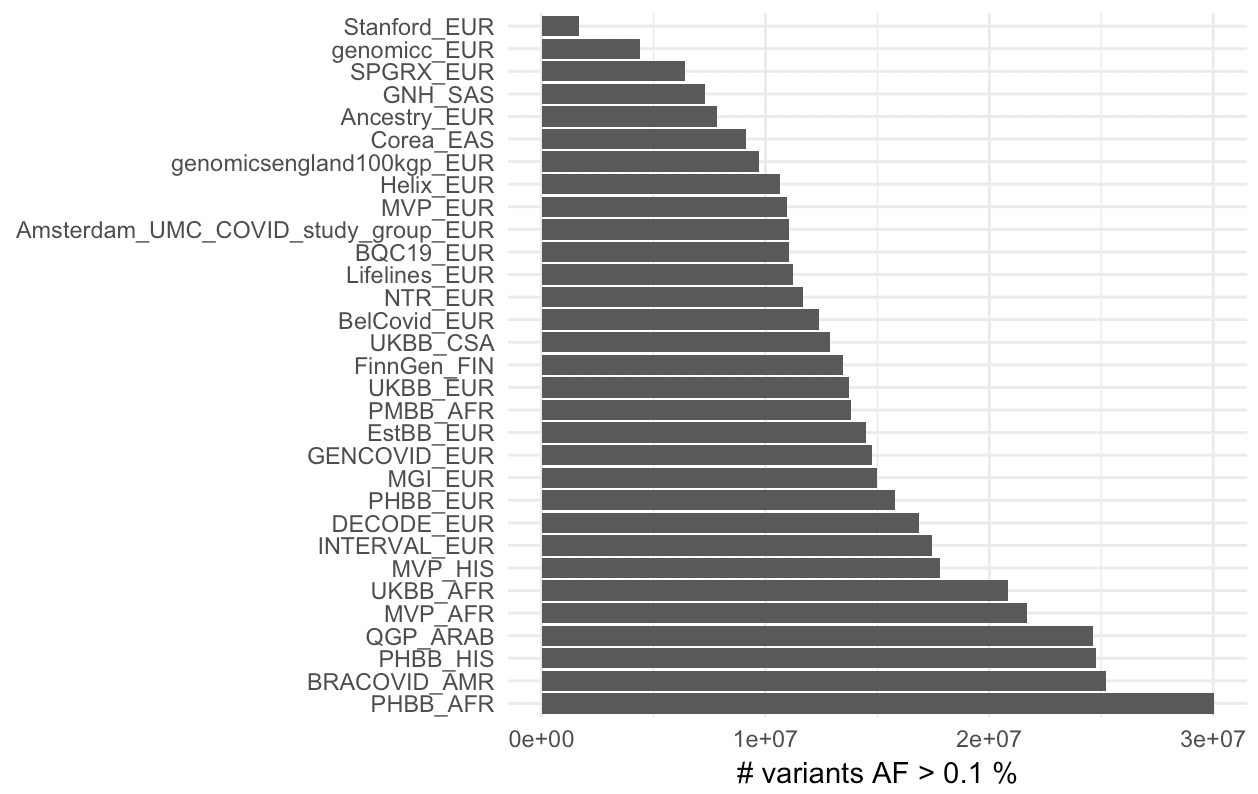 Stanford_EUR
genomicc_EUR
SPGRX_EUR
GNH_SAS
Ancestry_EUR
Corea_EAS
genomicsengland100kgp_EUR
Helix_EUR
MVP_EUR
Amsterdam_UMC_COVID_study_group_EUR
BQC19_EUR
Lifelines_EUR
NTR_EUR
BelCovid_EUR
UKBB_CSA
FinnGen_FIN
UKBB_EUR
PMBB_AFR
EstBB_EUR
GENCOVID_EUR
MGI_EUR
PHBB_EUR
DECODE_EUR
INTERVAL_EUR
MVP_HIS
UKBB_AFR
MVP_AFR
QGP_ARAB
PHBB_HIS
BRACOVID_AMR
PHBB_AFR
0e+00 1e+07 2e+07 3e+07
# variants AF > 0.1 %